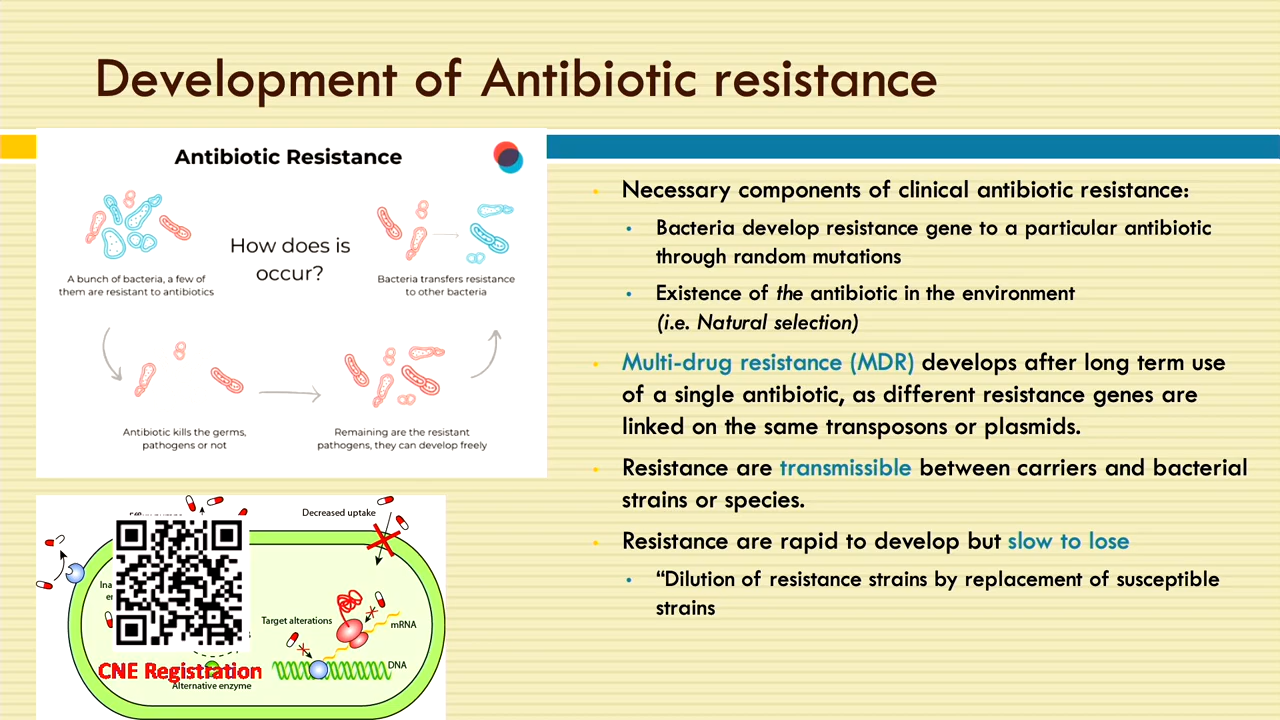 Development of Antibiotic resistance
Antibiotic Resistance
How does is
occur?
A bunch of bacteria, a few of
them are resistant to antibiotics
Bacteria transfers resistance
to other bacteria
Antibiotic kills the germs,
pathogens or not
Remaining are the resistant
pathogens, they can develop freely
Necessary components of clinical antibiotic resistance:
Bacteria develop resistance gene to a particular antibiotic
through random mutations
Existence of the antibiotic in the environment
(i.e. Natural selection)
Multi-drug resistance (MDR) develops after long term use
of a single antibiotic, as different resistance genes are
linked on the same transposons or plasmids.
Resistance are transmissible between carriers and bacterial
strains or species.
Resistance are rapid to develop but slow to lose
“Dilution of resistance strains by replacement of susceptible
strains
Decreased uptake
Target alterations
mRNA
DNA
CNE Registration
Alternative enzyme